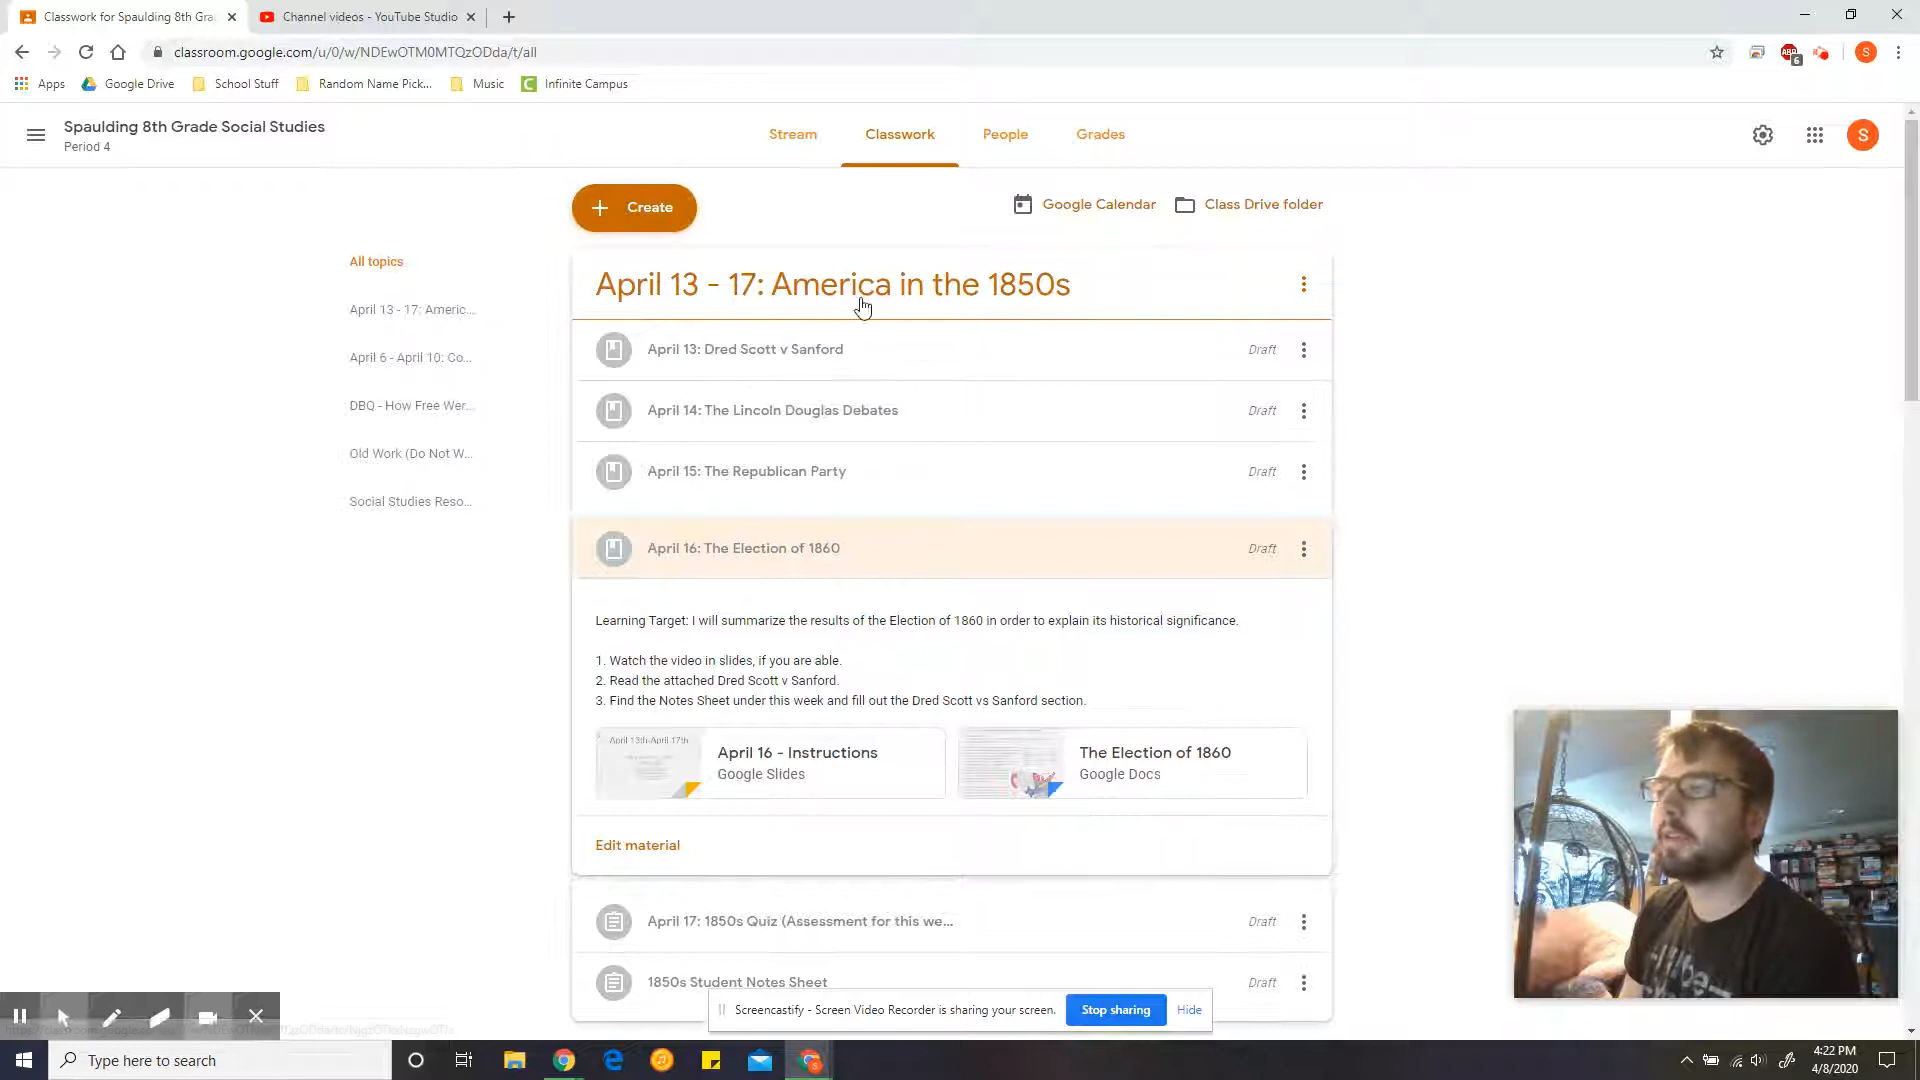 Classwork for Spaulding 8th Gra
Channel videos - YouTube Studio
classroom.google.com/u/0/w/NDEwOTM0MTQzODda/t/all
ABP
6
S
Apps
Google Drive
School Stuff
Random Name Pick...
Music
Infinite Campus
Spaulding 8th Grade Social Studies
Period 4
Stream
Classwork
People
Grades
S
Create
Google Calendar
Class Drive folder
All topics
April 13 - 17: Americ...
April 6 - April 10: Co...
DBQ - How Free Wer...
Old Work (Do Not W...
Social Studies Reso...
April 13 - 17: America in the 1850s
April 13: Dred Scott v Sanford
Draft
April 14: The Lincoln Douglas Debates
Draft
April 15: The Republican Party
Draft
April 16: The Election of 1860
Draft
Learning Target: I will summarize the results of the Election of 1860 in order to explain its historical significance.
1. Watch the video in slides, if you are able.
2. Read the attached Dred Scott v Sanford.
3. Find the Notes Sheet under this week and fill out the Dred Scott vs Sanford section.
April 13th-April 17th
April 16 - Instructions
Google Slides
The Election of 1860
Google Docs
Edit material
April 17: 1850s Quiz (Assessment for this we...
Draft
1850s Student Notes Sheet
Draft
Screencastify - Screen Video Recorder is sharing your screen.
Stop sharing
Hide
Type here to search
4:22 PM
4/8/2020